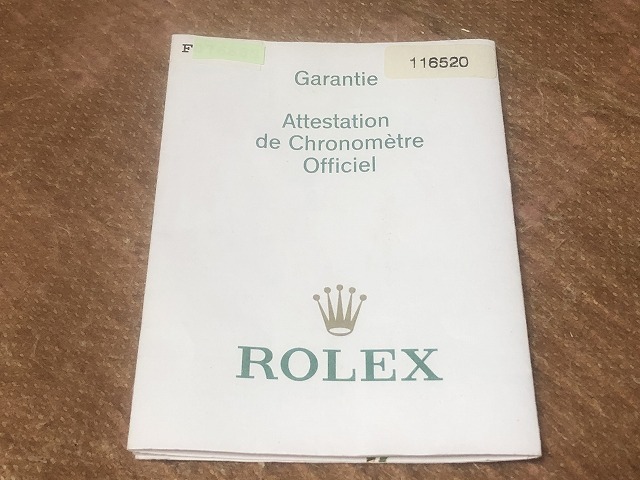 F
116520
Garantie
Attestation
de Chronomètre
Officiel
ROLEX